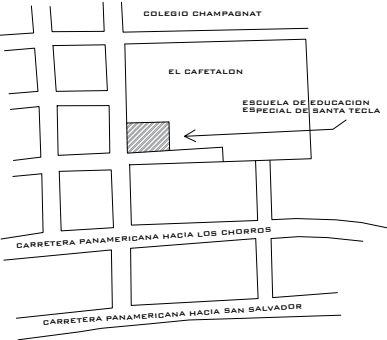 COLEGIO CHAMPAGNAT
EL CAFETALON
ESCUELA DE EDUCACION
ESPECIAL DE SANTA TECLA
CARRETERA PANAMERICANA HACIA LOS CHORROS
CARRETERA PANAMERICANA HACIA SAN SALVADOR